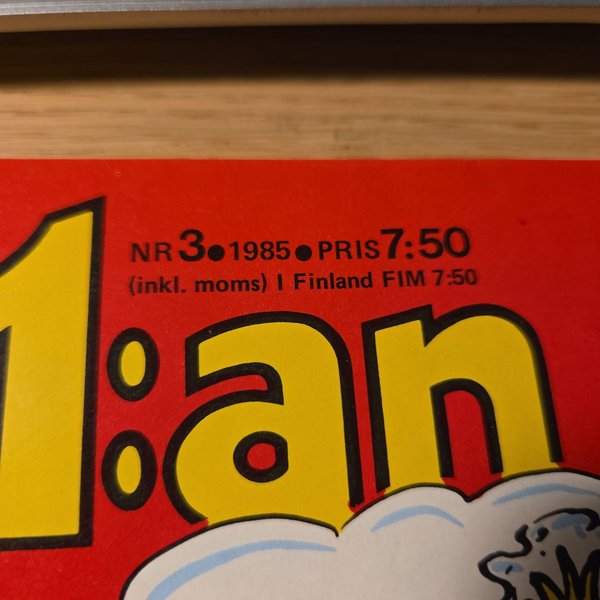 NR 3 ● 1985 ● PRIS 7:50
(inkl. moms) I Finland FIM 7:50
1:an